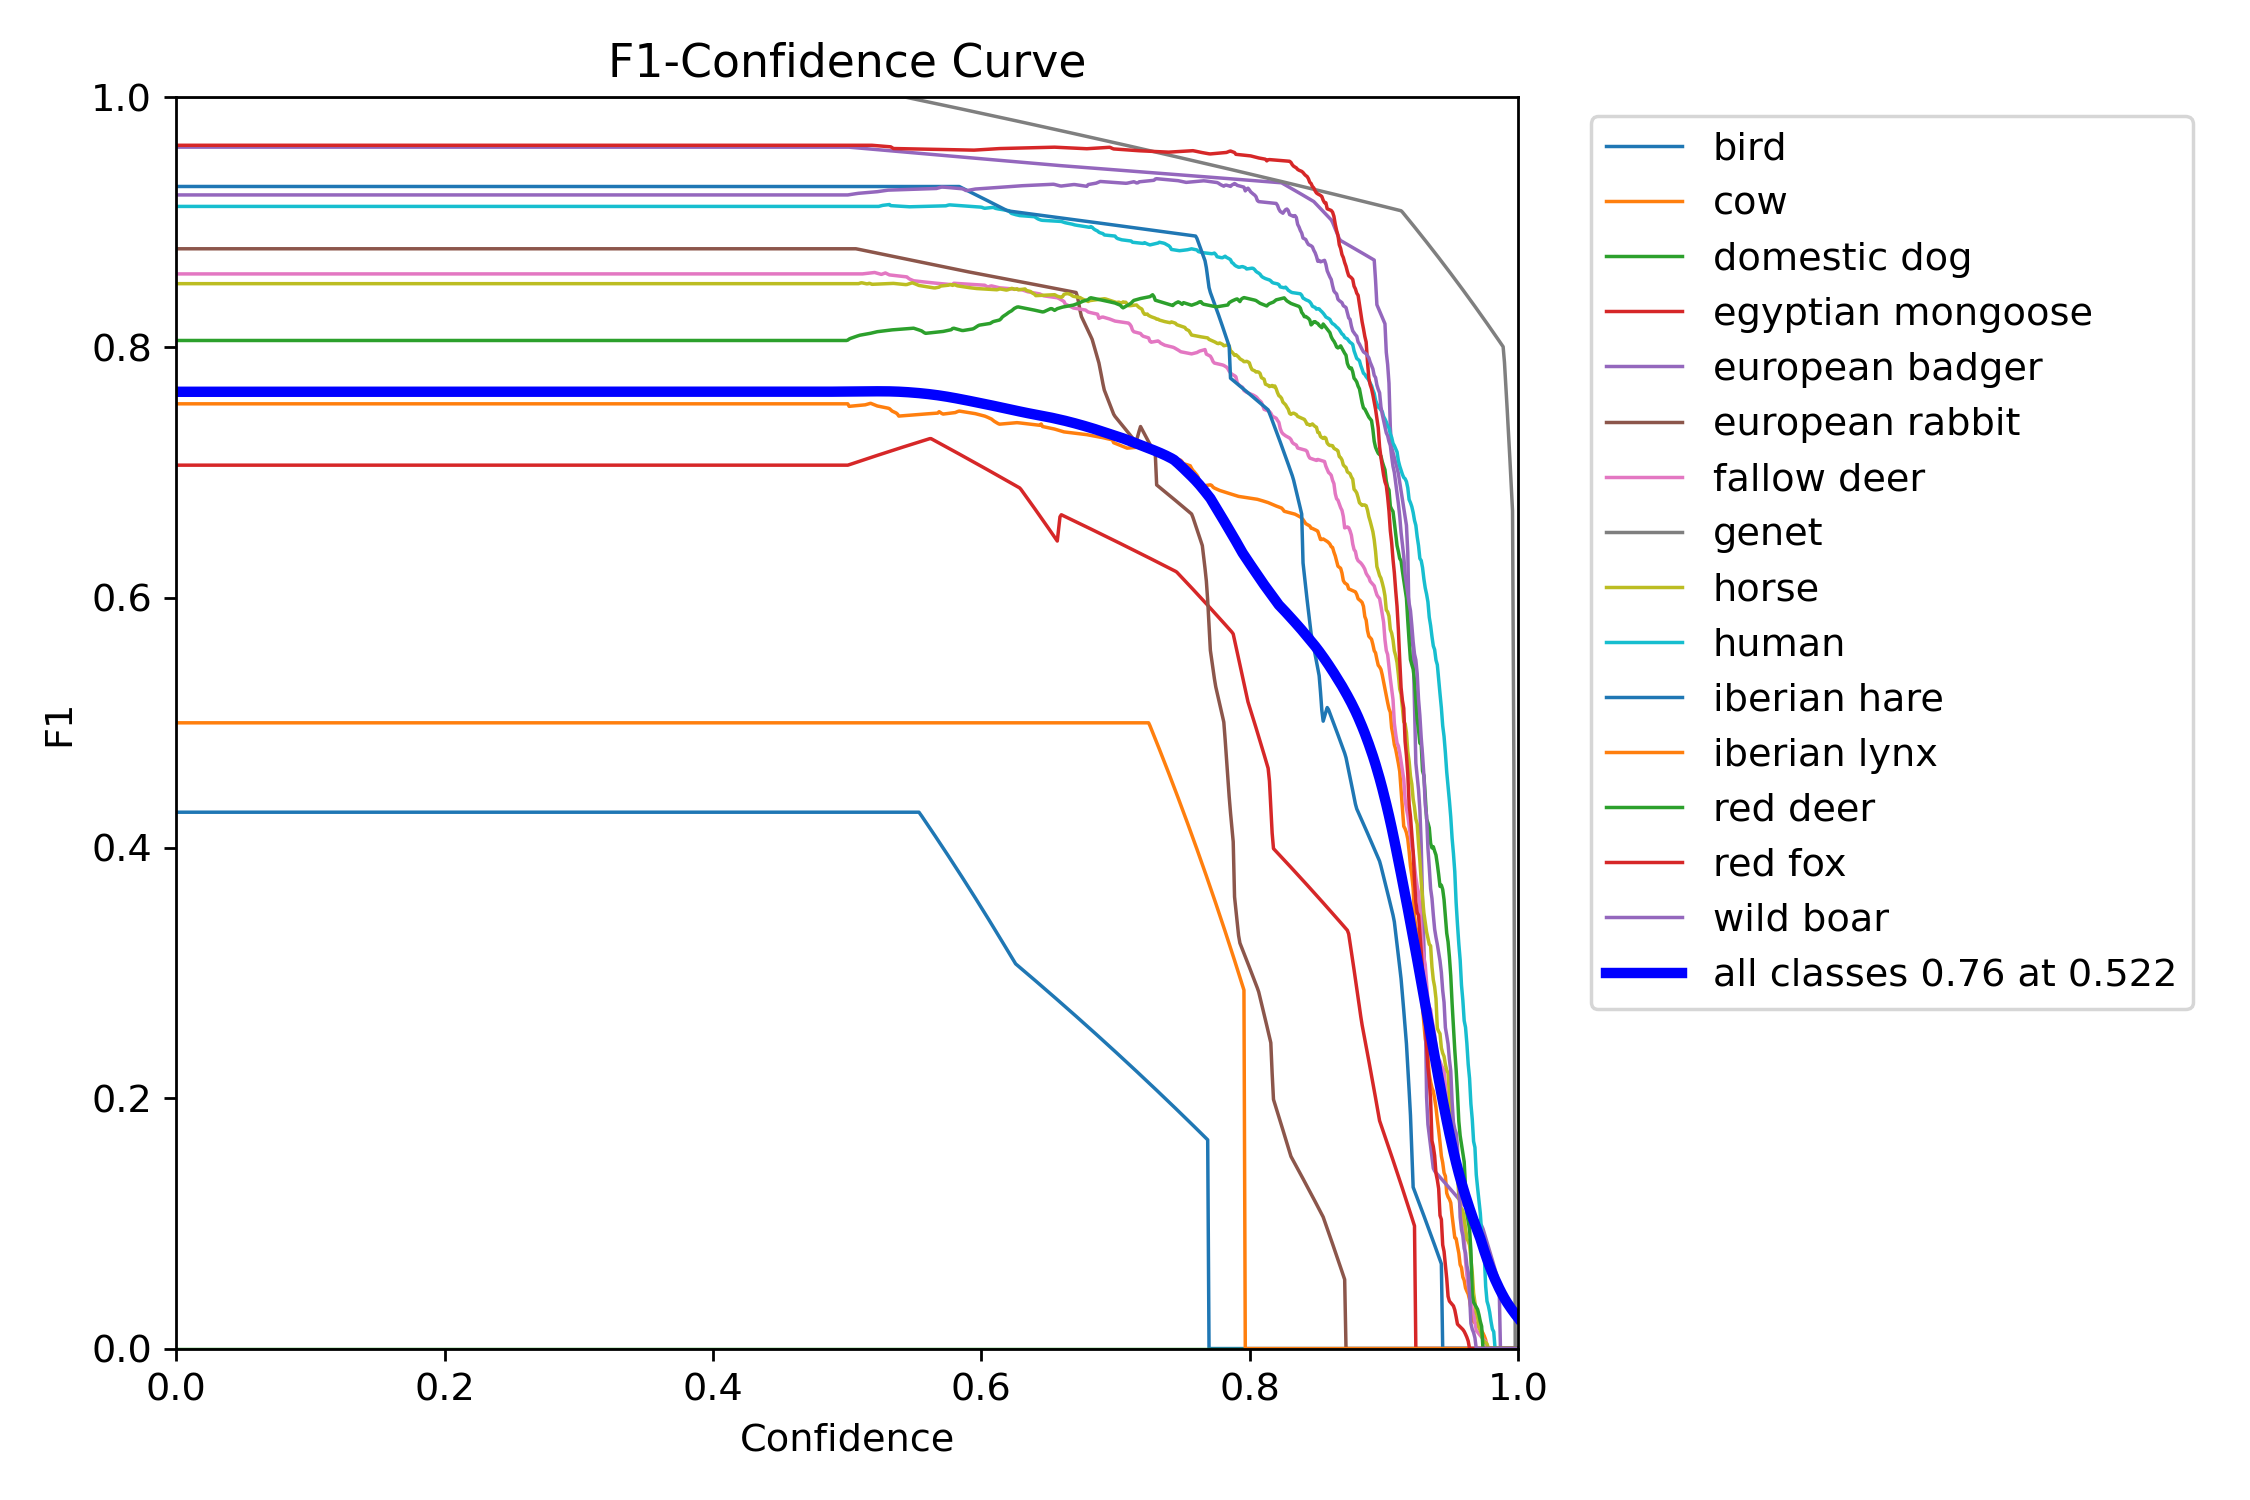 F1-Confidence Curve
1.0
0.8
0.6
0.4
0.2
0.0
F1
0.0 0.2 0.4 0.6 0.8 1.0
Confidence
bird
cow
domestic dog
egyptian mongoose
european badger
european rabbit
fallow deer
genet
horse
human
iberian hare
iberian lynx
red deer
red fox
wild boar
all classes 0.76 at 0.522